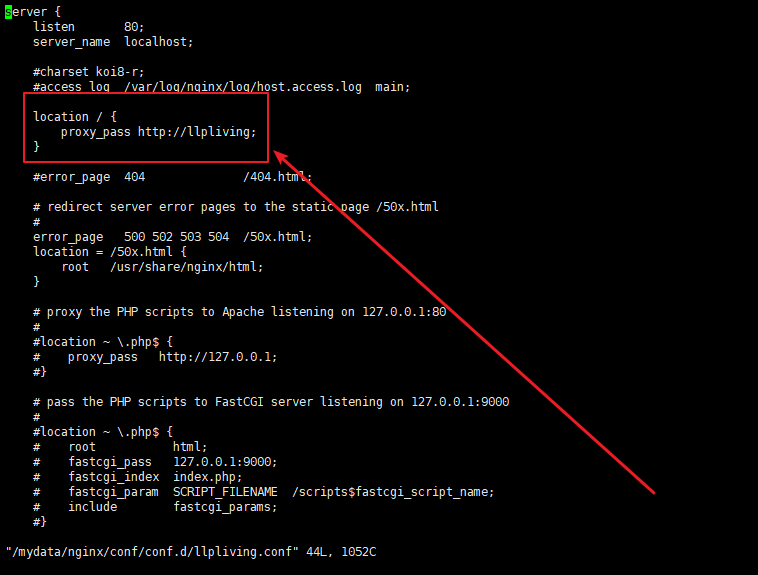 server {
    listen       80;
    server_name  localhost;

    #charset koi8-r;
    #access_log  /var/log/nginx/log/host.access.log  main;

    location / {
        proxy_pass http://llpliving;
    }

    #error_page  404              /404.html;

    # redirect server error pages to the static page /50x.html
    #
    error_page   500 502 503 504  /50x.html;
    location = /50x.html {
        root   /usr/share/nginx/html;
    }

    # proxy the PHP scripts to Apache listening on 127.0.0.1:80
    #
    #location ~ \.php$ {
    #    proxy_pass   http://127.0.0.1;
    #}

    # pass the PHP scripts to FastCGI server listening on 127.0.0.1:9000
    #
    #location ~ \.php$ {
    #    root           html;
    #    fastcgi_pass   127.0.0.1:9000;
    #    fastcgi_index  index.php;
    #    fastcgi_param  SCRIPT_FILENAME  /scripts$fastcgi_script_name;
    #    include        fastcgi_params;
    #}

"/mydata/nginx/conf/conf.d/llpliving.conf" 44L, 1052C